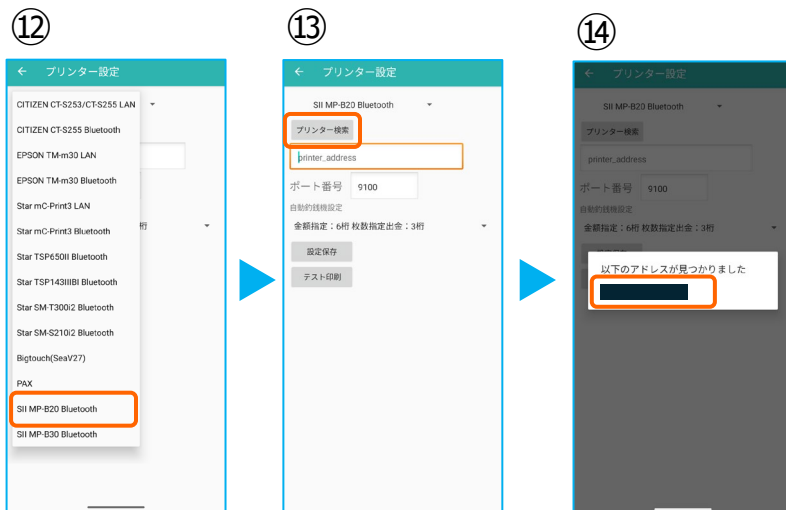 ⑫
← プリンター設定
CITIZEN CT-S253/CT-S255 LAN
CITIZEN CT-S255 Bluetooth
EPSON TM-m30 LAN
EPSON TM-m30 Bluetooth
Star mC-Print3 LAN
Star mC-Print3 Bluetooth
桁
Star TSP650II Bluetooth
Star TSP143IIIBI Bluetooth
Star SM-T300i2 Bluetooth
Star SM-S210i2 Bluetooth
Bigtouch(SeaV27)
PAX
SII MP-B20 Bluetooth
SII MP-B30 Bluetooth
⑬
← プリンター設定
SII MP-B20 Bluetooth
プリンター検索
printer_address
ポート番号 9100
自動釣銭機設定
金額指定：6桁 枚数指定出金：3桁
設定保存
テスト印刷
⑭
← プリンター設定
SII MP-B20 Bluetooth
プリンター検索
printer_address
ポート番号 9100
自動釣銭機設定
金額指定：6桁 枚数指定出金：3桁
以下のアドレスが見つかりました